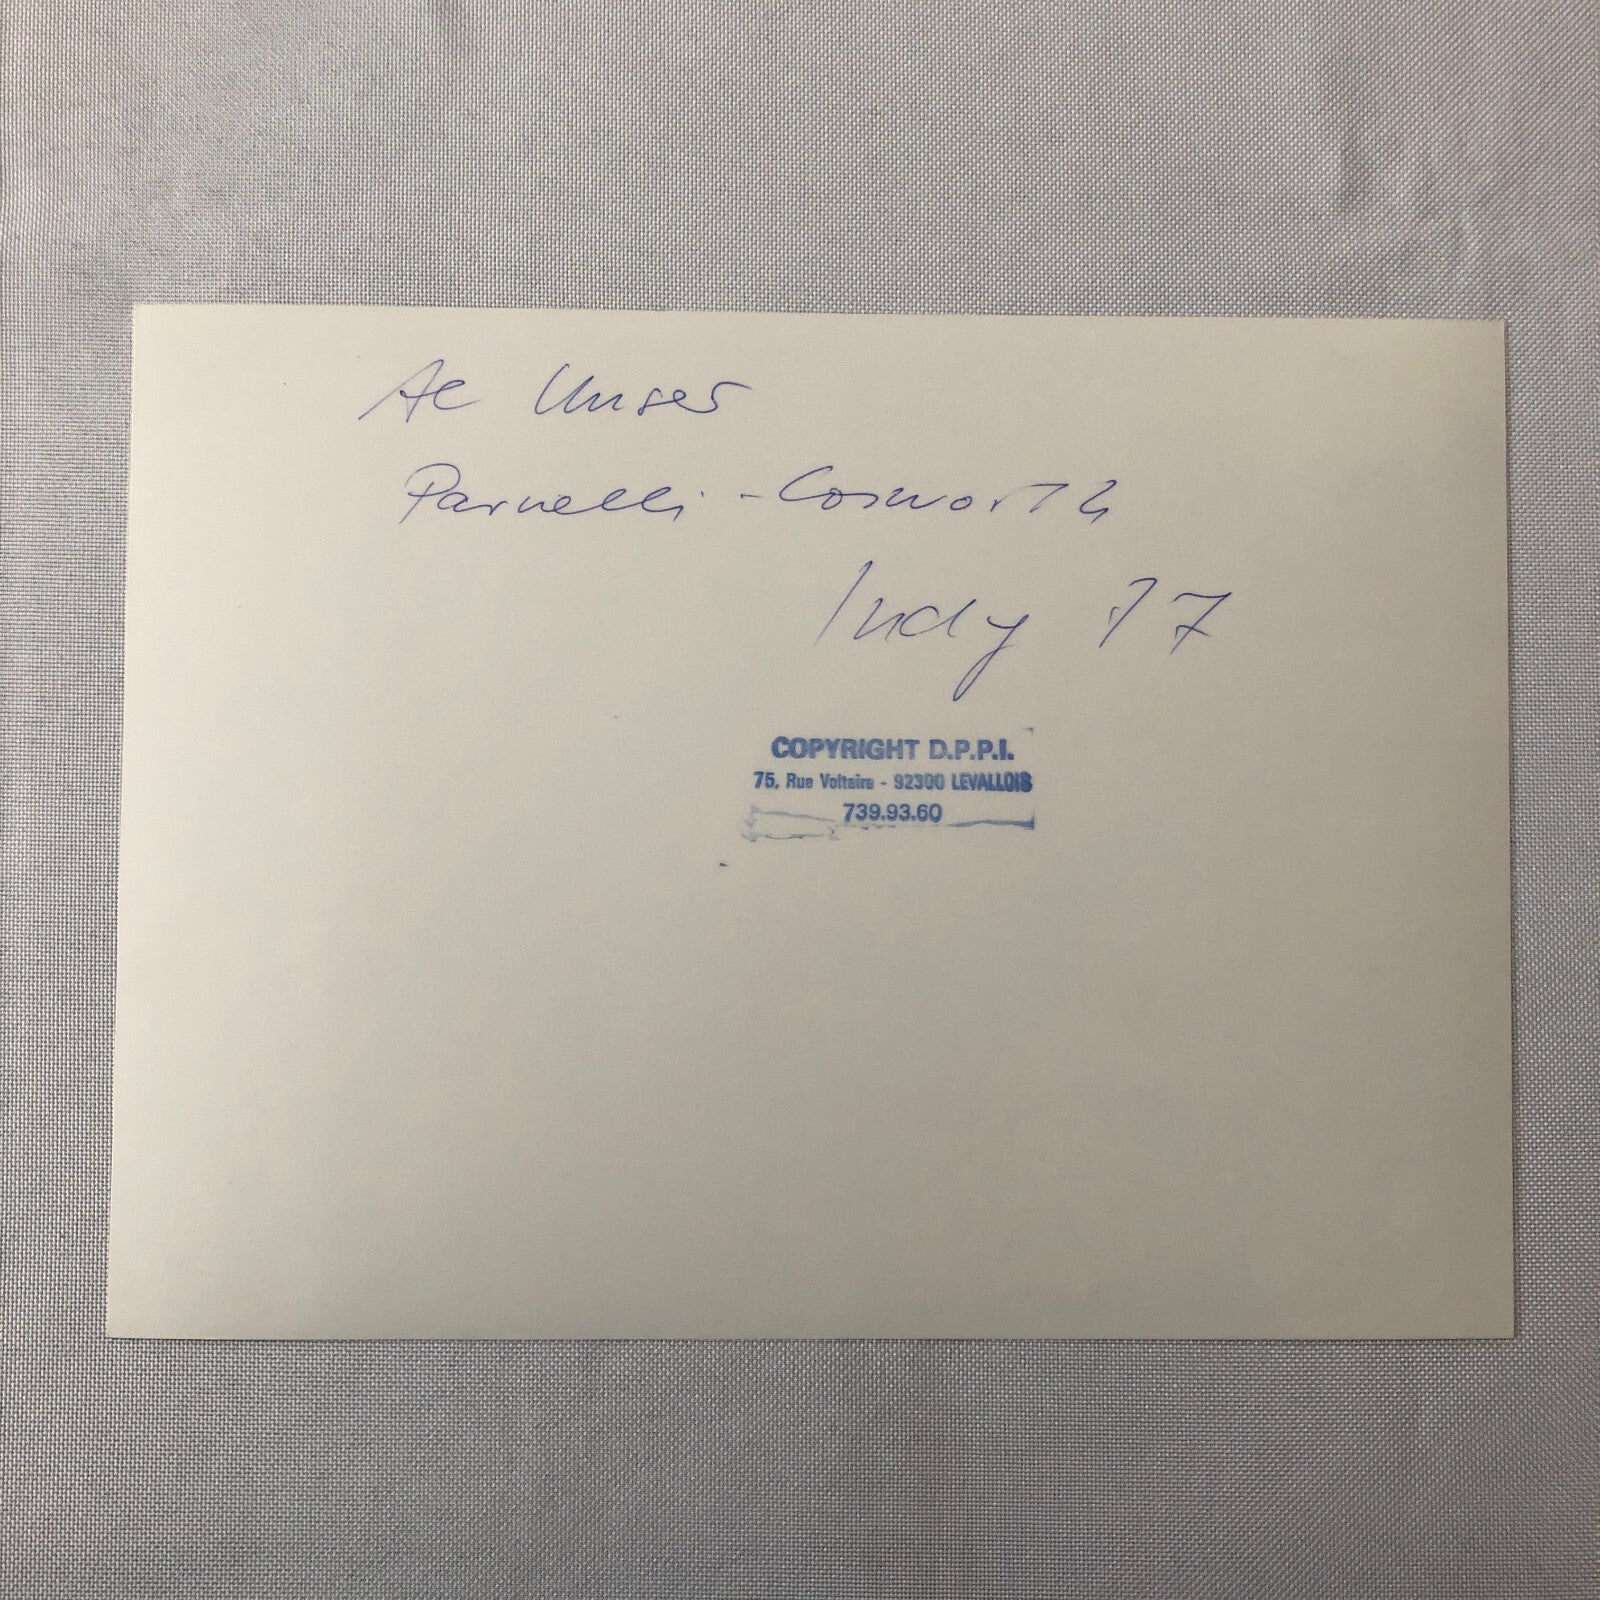 Al Unser
Parnelli - Cosworth
Indy 77
COPYRIGHT D.P.P.I.
75, Rue Voltaire - 92300 LEVALLOIS
739.93.60